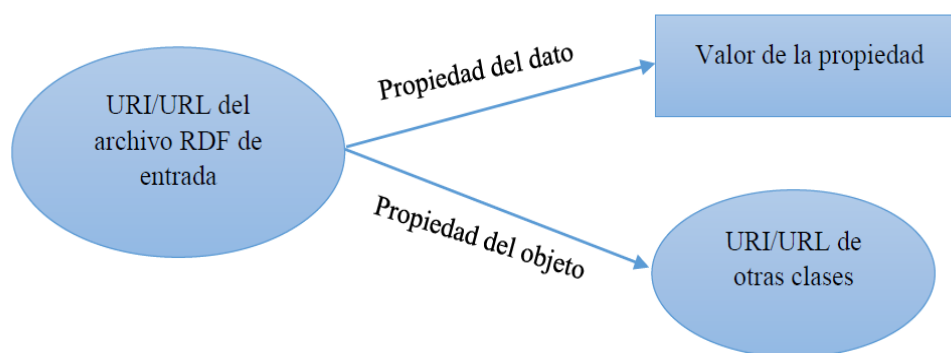 URI/URL del
archivo RDF de
entrada
Propiedad del dato
Valor de la propiedad
Propiedad del objeto
URI/URL de
otras clases